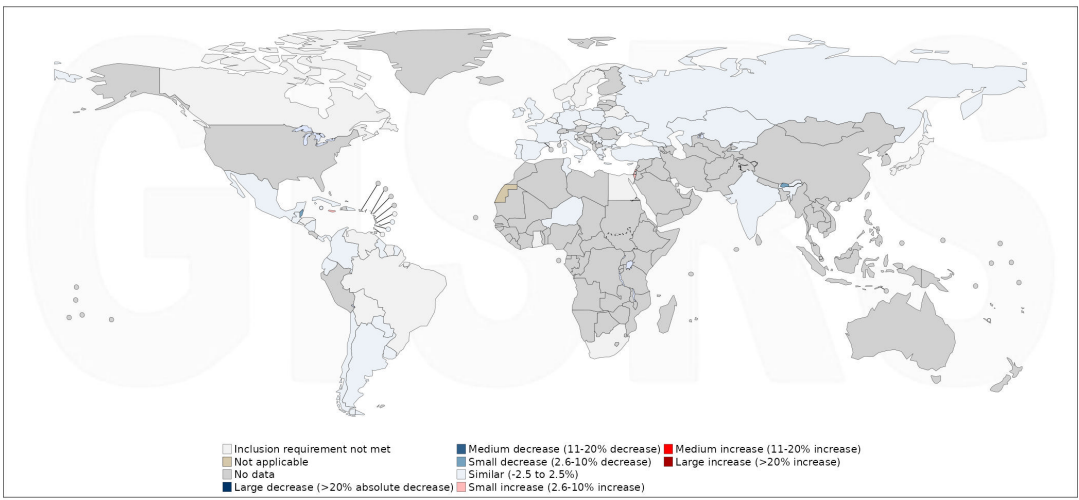 GISRS
Inclusion requirement not met
Not applicable
No data
Large decrease (>20% absolute decrease)
Medium decrease (11-20% decrease)
Small decrease (2.6-10% decrease)
Similar (-2.5 to 2.5%)
Small increase (2.6-10% increase)
Medium increase (11-20% increase)
Large increase (>20% increase)